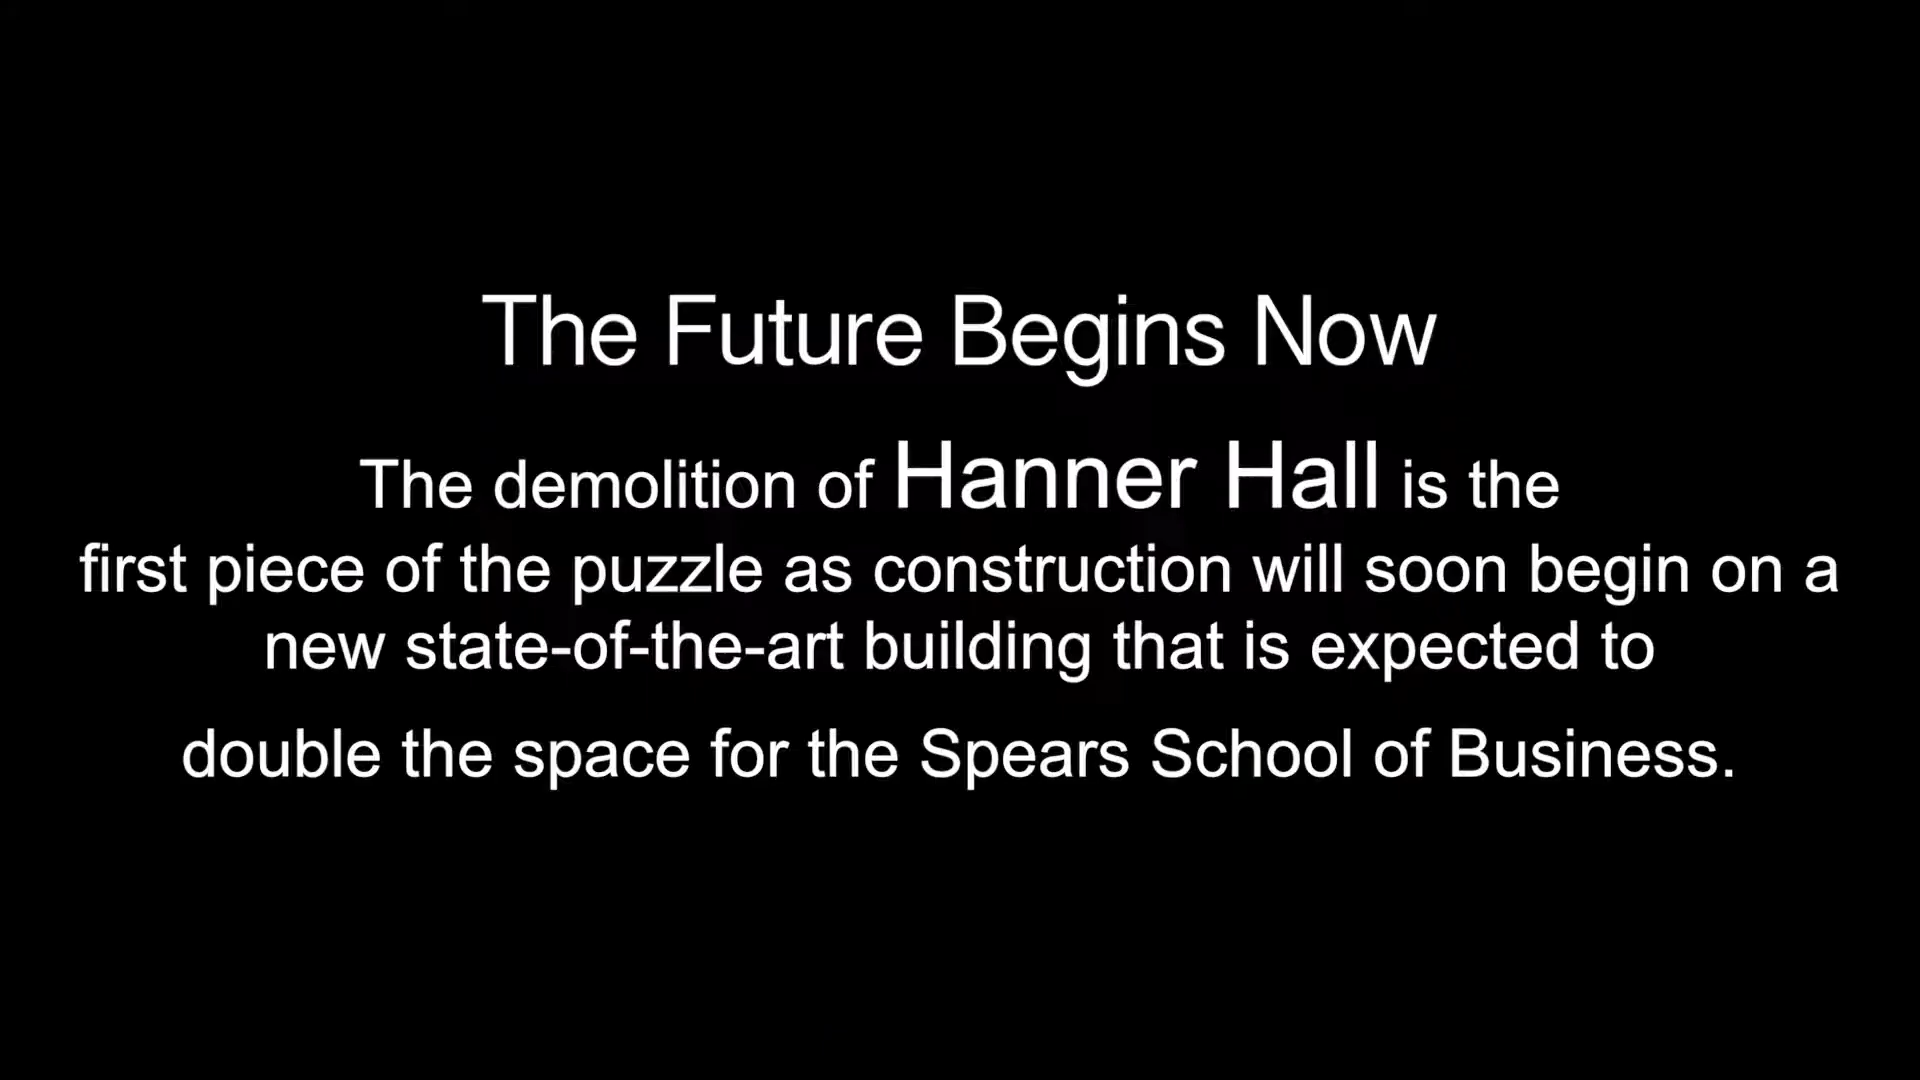 The Future Begins Now
The demolition of Hanner Hall is the
first piece of the puzzle as construction will soon begin on a
new state-of-the-art building that is expected to
double the space for the Spears School of Business.